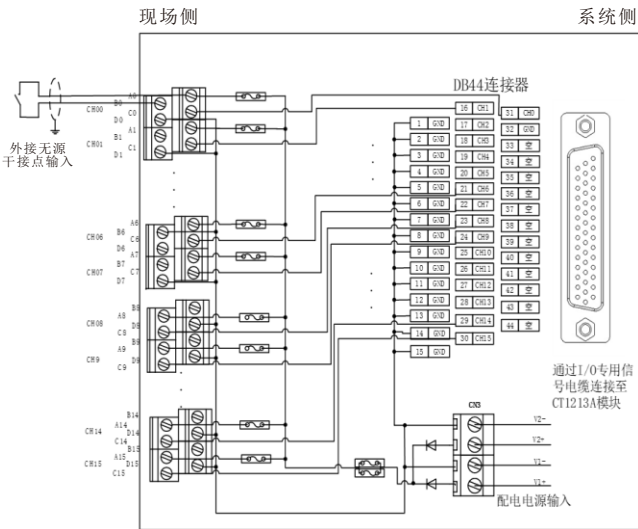 现场侧
系统侧
DB44连接器
A0
B0
CH00
C0
D0
A1
B1
CH01
C1
D1
外接无源
干接点输入
A6
B6
CH06
C6
D6
A7
B7
CH07
C7
D7
B8
A8
CH08
D8
C8
B9
A9
CH9
D9
C9
B14
A14
CH14
D14
C14
B15
A15
CH15
D15
C15
1 GND
2 GND
3 GND
4 GND
5 GND
6 GND
7 GND
8 GND
9 GND
10 GND
11 GND
12 GND
13 GND
14 GND
15 GND
16 CH1
17 CH2
18 CH3
19 CH4
20 CH5
21 CH6
22 CH7
23 CH8
24 CH9
25 CH10
26 CH11
27 CH12
28 CH13
29 CH14
30 CH15
31 CH0
32 GND
33 空
34 空
35 空
36 空
37 空
38 空
39 空
40 空
41 空
42 空
43 空
44 空
通过I/O专用信
号电缆连接至
CT1213A模块
CN3
V2-
V2+
V1-
V1+
配电电源输入